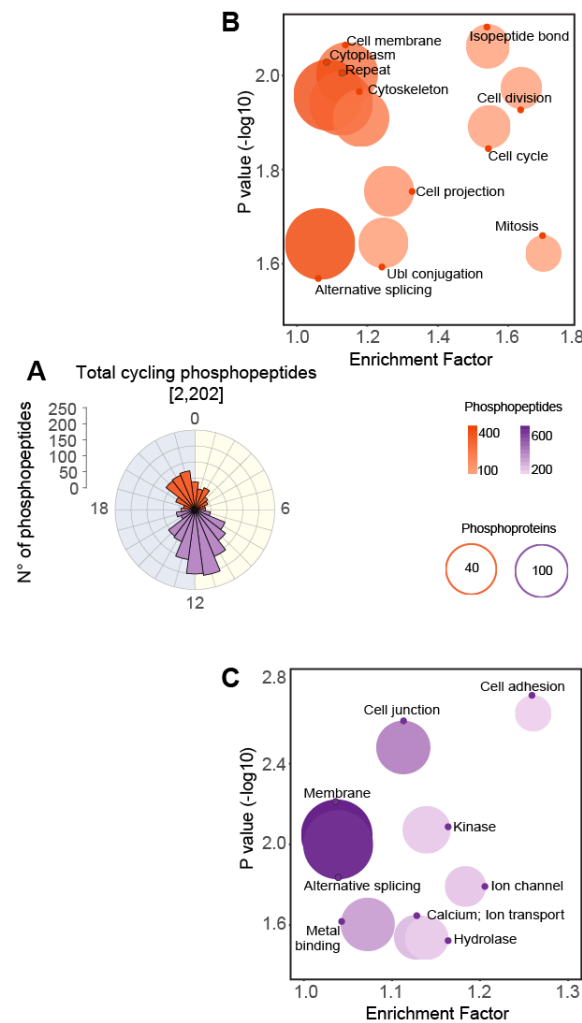 B
Cell membrane
Isopeptide bond
Cytoplasm
Repeat
Cytoskeleton
Cell division
Cell cycle
Cell projection
Mitosis
Ubl conjugation
Alternative splicing
P value (-log10)
2.0
1.8
1.6
1.0 1.2 1.4 1.6 1.8
Enrichment Factor
A
Total cycling phosphopeptides
[2,202]
N° of phosphopeptides
250
200
150
100
50
0
0
6
12
18
Phosphopeptides
400
100
600
200
Phosphoproteins
40
100
C
Cell adhesion
Cell junction
Membrane
Kinase
Alternative splicing
Ion channel
Calcium; Ion transport
Metal
binding
Hydrolase
P value (-log10)
2.8
2.4
2.0
1.6
1.0 1.1 1.2 1.3
Enrichment Factor